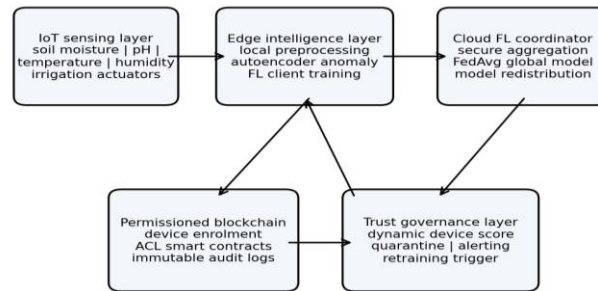 IoT sensing layer
soil moisture | pH |
temperature | humidity
irrigation actuators
Edge intelligence layer
local preprocessing
autoencoder anomaly
FL client training
Cloud FL coordinator
secure aggregation
FedAvg global model
model redistribution
Permissioned blockchain
device enrolment
ACL smart contracts
immutable audit logs
Trust governance layer
dynamic device score
quarantine | alerting
retraining trigger